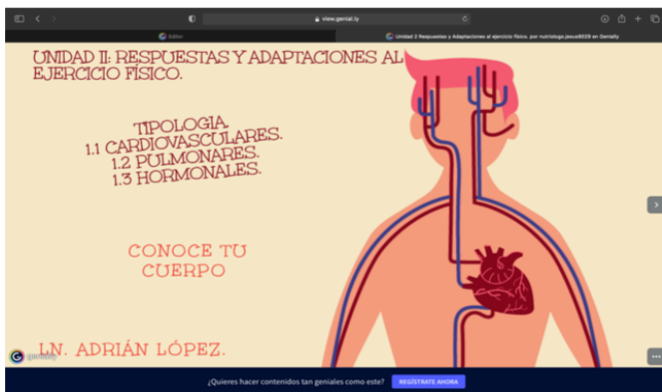 view.genial.ly
Editor
Unidad 2 Respuestas y Adaptaciones al ejercicio físico. por nutriologa.jesus8029 en Genially
UNIDAD II: RESPUESTAS Y ADAPTACIONES AL
EJERCICIO FÍSICO.
TIPOLOGIA.
1.1 CARDIOVASCULARES.
1.2 PULMONARES.
1.3 HORMONALES.
CONOCE TU
CUERPO
LN. ADRIÁN LÓPEZ.
¿Quieres hacer contenidos tan geniales como este? REGÍSTRATE AHORA